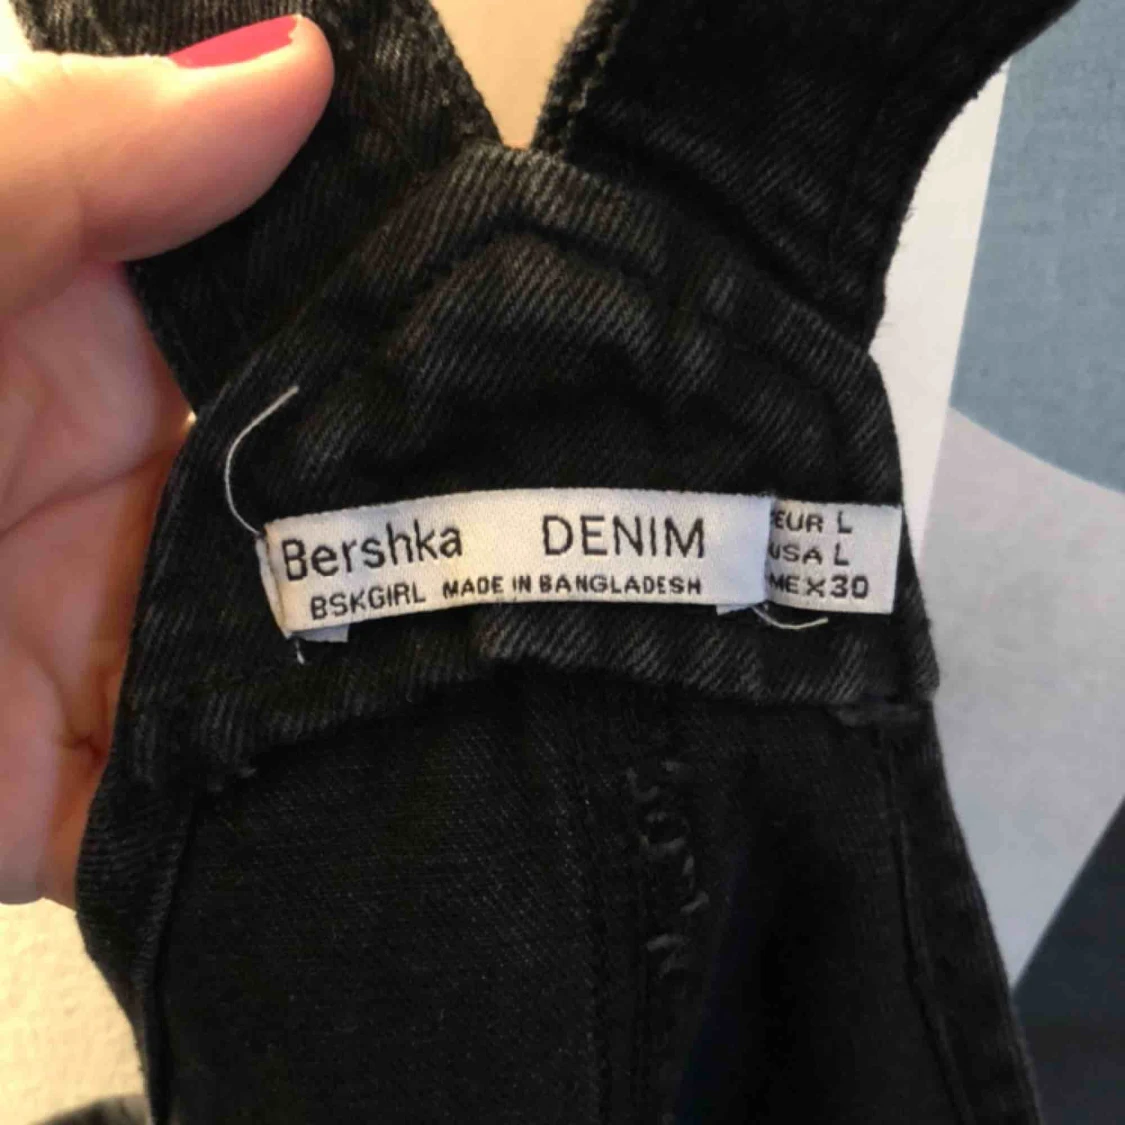 Bershka DENIM
BSKGIRL MADE IN BANGLADESH
EUR L
USA L
MEX 30